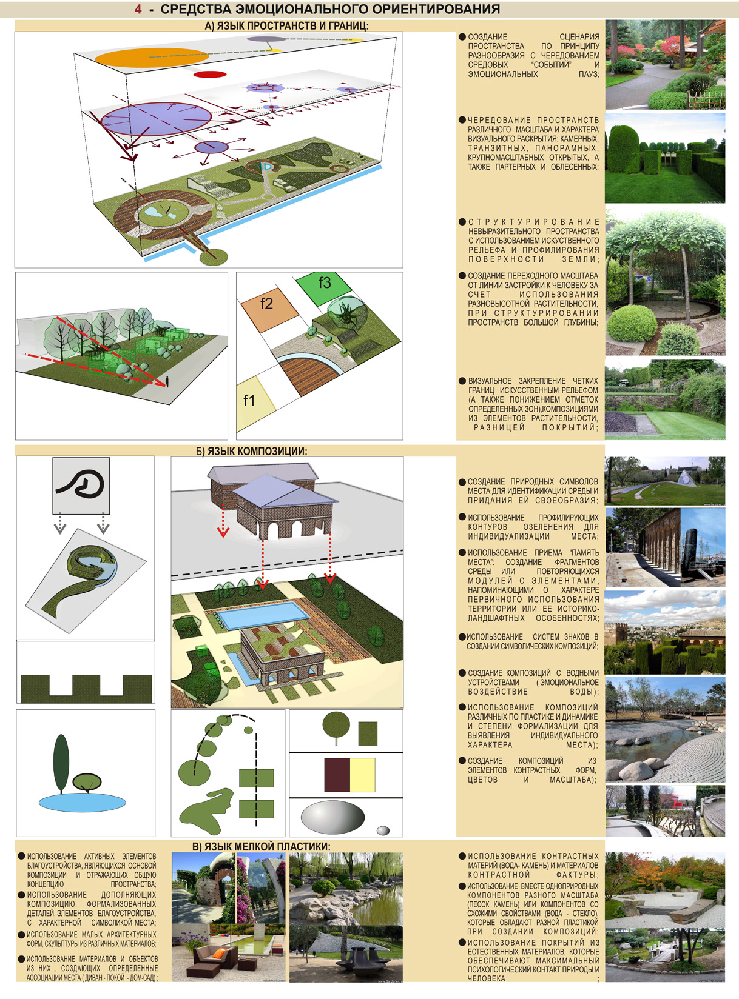 4 - СРЕДСТВА ЭМОЦИОНАЛЬНОГО ОРИЕНТИРОВАНИЯ
А) ЯЗЫК ПРОСТРАНСТВ И ГРАНИЦ:
СОЗДАНИЕ СЦЕНАРИЯ
ПРОСТРАНСТВА ПО ПРИНЦИПУ
РАЗНООБРАЗИЯ С ЧЕРЕДОВАНИЕМ
СРЕДОВЫХ “СОБЫТИЙ” И
ЭМОЦИОНАЛЬНЫХ ПАУЗ;
ЧЕРЕДОВАНИЕ ПРОСТРАНСТВ
РАЗЛИЧНОГО МАСШТАБА И ХАРАКТЕРА
ВИЗУАЛЬНОГО РАСКРЫТИЯ: КАМЕРНЫХ,
ТРАНЗИТНЫХ, ПАНОРАМНЫХ,
КРУПНОМАСШТАБНЫХ ОТКРЫТЫХ, А
ТАКЖЕ ПАРТЕРНЫХ И ОБЛЕСЕННЫХ;
www.Gardener.ru
СТРУКТУРИРОВАНИЕ
НЕВЫРАЗИТЕЛЬНОГО ПРОСТРАНСТВА
С ИСПОЛЬЗОВАНИЕМ ИСКУСТВЕННОГО
РЕЛЬЕФА И ПРОФИЛИРОВАНИЯ
ПОВЕРХНОСТИ ЗЕМЛИ;
СОЗДАНИЕ ПЕРЕХОДНОГО МАСШТАБА
ОТ ЛИНИИ ЗАСТРОЙКИ К ЧЕЛОВЕКУ ЗА
СЧЕТ ИСПОЛЬЗОВАНИЯ
РАЗНОВЫСОТНОЙ РАСТИТЕЛЬНОСТИ,
ПРИ СТРУКТУРИРОВАНИИ
ПРОСТРАНСТВ БОЛЬШОЙ ГЛУБИНЫ;
www.Gardener.ru
f3
f2
f1
ВИЗУАЛЬНОЕ ЗАКРЕПЛЕНИЕ ЧЕТКИХ
ГРАНИЦ ИСКУССТВЕННЫМ РЕЛЬЕФОМ
(А ТАКЖЕ ПОНИЖЕНИЕМ ОТМЕТОК
ОПРЕДЕЛЕННЫХ ЗОН),КОМПОЗИЦИЯМИ
ИЗ ЭЛЕМЕНТОВ РАСТИТЕЛЬНОСТИ,
РАЗНИЦЕЙ ПОКРЫТИЙ;
www.Gardener.ru
Б) ЯЗЫК КОМПОЗИЦИИ:
СОЗДАНИЕ ПРИРОДНЫХ СИМВОЛОВ
МЕСТА ДЛЯ ИДЕНТИФИКАЦИИ СРЕДЫ И
ПРИДАНИЯ ЕЙ СВОЕОБРАЗИЯ;
ИСПОЛЬЗОВАНИЕ ПРОФИЛИРУЮЩИХ
КОНТУРОВ ОЗЕЛЕНЕНИЯ ДЛЯ
ИНДИВИДУАЛИЗАЦИИ МЕСТА;
ИСПОЛЬЗОВАНИЕ ПРИЕМА “ПАМЯТЬ
МЕСТА”: СОЗДАНИЕ ФРАГМЕНТОВ
СРЕДЫ ИЛИ ПОВТОРЯЮЩИХСЯ
МОДУЛЕЙ С ЭЛЕМЕНТАМИ,
НАПОМИНАЮЩИМИ О ХАРАКТЕРЕ
ПЕРВИЧНОГО ИСПОЛЬЗОВАНИЯ
ТЕРРИТОРИИ ИЛИ ЕЕ ИСТОРИКО-
ЛАНДШАФТНЫХ ОСОБЕННОСТЯХ;
ИСПОЛЬЗОВАНИЕ СИСТЕМ ЗНАКОВ В
СОЗДАНИИ СИМВОЛИЧЕСКИХ КОМПОЗИЦИЙ;
СОЗДАНИЕ КОМПОЗИЦИЙ С ВОДНЫМИ
УСТРОЙСТВАМИ (ЭМОЦИОНАЛЬНОЕ
ВОЗДЕЙСТВИЕ ВОДЫ);
ИСПОЛЬЗОВАНИЕ КОМПОЗИЦИЙ
РАЗЛИЧНЫХ ПО ПЛАСТИКЕ И ДИНАМИКЕ
И СТЕПЕНИ ФОРМАЛИЗАЦИИ ДЛЯ
ВЫЯВЛЕНИЯ ИНДИВИДУАЛЬНОГО
ХАРАКТЕРА МЕСТА);
СОЗДАНИЕ КОМПОЗИЦИЙ ИЗ
ЭЛЕМЕНТОВ КОНТРАСТНЫХ ФОРМ,
ЦВЕТОВ И МАСШТАБА);
В) ЯЗЫК МЕЛКОЙ ПЛАСТИКИ:
ИСПОЛЬЗОВАНИЕ АКТИВНЫХ ЭЛЕМЕНТОВ
БЛАГОУСТРОЙСТВА, ЯВЛЯЮЩИХСЯ ОСНОВОЙ
КОМПОЗИЦИИ И ОТРАЖАЮЩИХ ОБЩУЮ
КОНЦЕПЦИЮ ПРОСТРАНСТВА;
ИСПОЛЬЗОВАНИЕ ДОПОЛНЯЮЩИХ
КОМПОЗИЦИЮ, ФОРМАЛИЗОВАННЫХ
ДЕТАЛЕЙ, ЭЛЕМЕНТОВ БЛАГОУСТРОЙСТВА,
С ХАРАКТЕРНОЙ СИМВОЛИКОЙ МЕСТА;
ИСПОЛЬЗОВАНИЕ МАЛЫХ АРХИТЕКТУРНЫХ
ФОРМ, СКУЛЬПТУРЫ ИЗ РАЗЛИЧНЫХ МАТЕРИАЛОВ;
ИСПОЛЬЗОВАНИЕ МАТЕРИАЛОВ И ОБЪЕКТОВ
ИЗ НИХ , СОЗДАЮЩИХ ОПРЕДЕЛЕННЫЕ
АССОЦИАЦИИ МЕСТА ( ДИВАН - ПОКОЙ - ДОМ-САД) ;
ИСПОЛЬЗОВАНИЕ КОНТРАСТНЫХ
МАТЕРИЙ (ВОДА- КАМЕНЬ) И МАТЕРИАЛОВ
КОНТРАСТНОЙ ФАКТУРЫ;
ИСПОЛЬЗОВАНИЕ ВМЕСТЕ ОДНОПРИРОДНЫХ
КОМПОНЕНТОВ РАЗНОГО МАСШТАБА
(ПЕСОК КАМЕНЬ) ИЛИ КОМПОНЕНТОВ СО
СХОЖИМИ СВОЙСТВАМИ (ВОДА - СТЕКЛО),
КОТОРЫЕ ОБЛАДАЮТ РАЗНОЙ ПЛАСТИКОЙ
ПРИ СОЗДАНИИ КОМПОЗИЦИЙ;
ИСПОЛЬЗОВАНИЕ ПОКРЫТИЙ ИЗ
ЕСТЕСТВЕННЫХ МАТЕРИАЛОВ, КОТОРЫЕ
ОБЕСПЕЧИВАЮТ МАКСИМАЛЬНЫЙ
ПСИХОЛОГИЧЕСКИЙ КОНТАКТ ПРИРОДЫ И
ЧЕЛОВЕКА ;
www.Gardener.ru